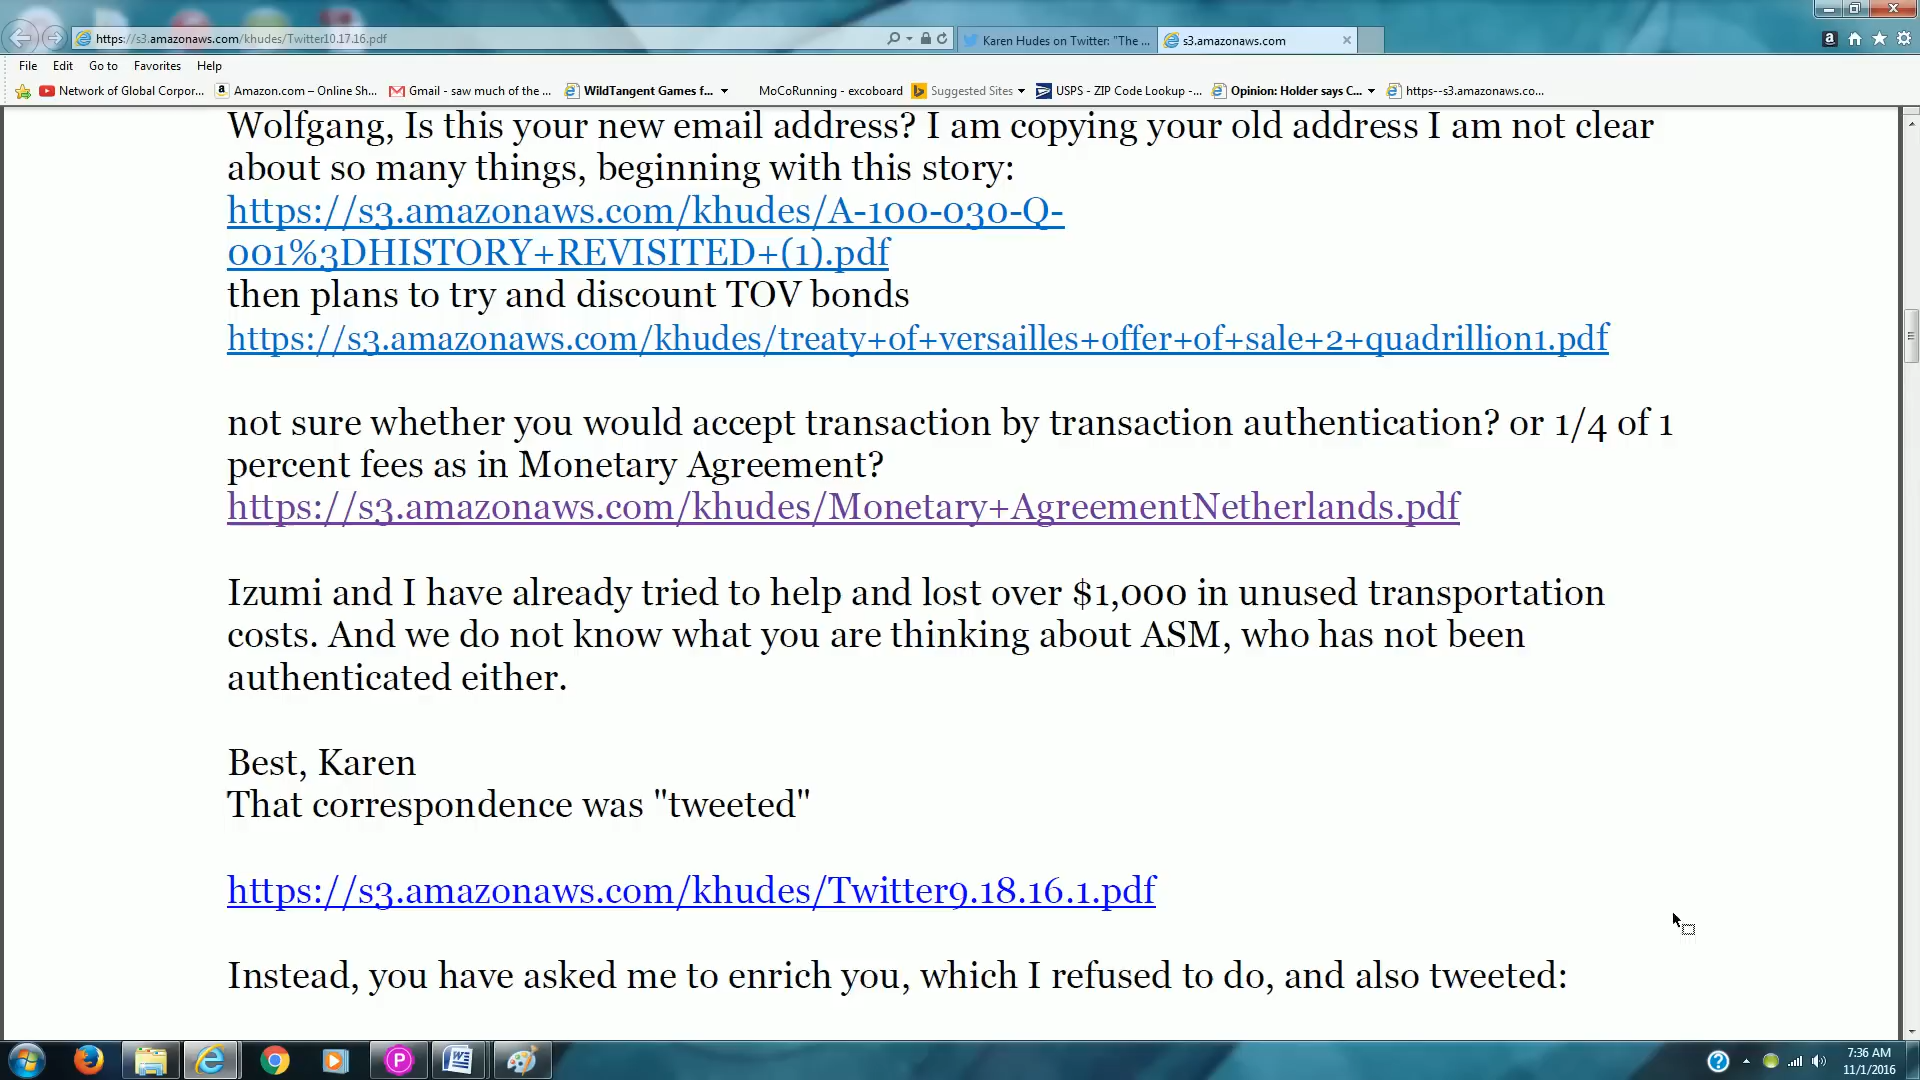 https://s3.amazonaws.com/khudes/Twitter10.17.16.pdf
Karen Hudes on Twitter: "The ...
s3.amazonaws.com
File Edit Go to Favorites Help
Network of Global Corpor...
Amazon.com – Online Sh...
Gmail - saw much of the ...
WildTangent Games f...
MoCoRunning - excoboard
Suggested Sites
USPS - ZIP Code Lookup -...
Opinion: Holder says C...
https--s3.amazonaws.co...
Wolfgang, Is this your new email address? I am copying your old address I am not clear
about so many things, beginning with this story:
https://s3.amazonaws.com/khudes/A-100-030-Q-
001%3DHISTORY+REVISITED+(1).pdf
then plans to try and discount TOV bonds
https://s3.amazonaws.com/khudes/treaty+of+versailles+offer+of+sale+2+quadrillion1.pdf
not sure whether you would accept transaction by transaction authentication? or 1/4 of 1
percent fees as in Monetary Agreement?
https://s3.amazonaws.com/khudes/Monetary+AgreementNetherlands.pdf
Izumi and I have already tried to help and lost over $1,000 in unused transportation
costs. And we do not know what you are thinking about ASM, who has not been
authenticated either.
Best, Karen
That correspondence was "tweeted"
https://s3.amazonaws.com/khudes/Twitter9.18.16.1.pdf
Instead, you have asked me to enrich you, which I refused to do, and also tweeted:
7:36 AM
11/1/2016